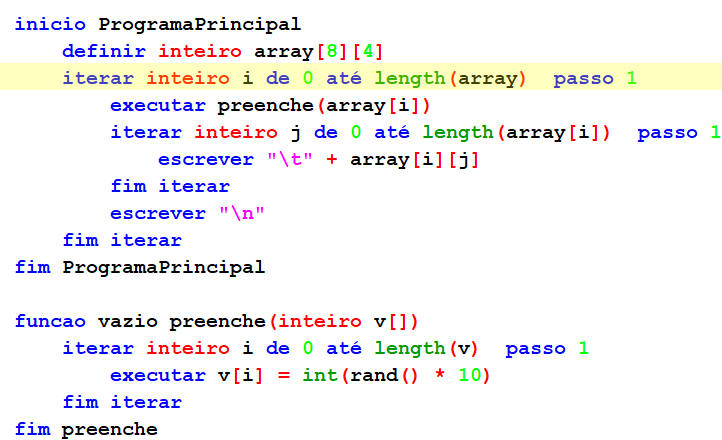 inicio ProgramaPrincipal
    definir inteiro array[8][4]
    iterar inteiro i de 0 até length(array)  passo 1
        executar preenche(array[i])
        iterar inteiro j de 0 até length(array[i])  passo 1
            escrever "\t" + array[i][j]
        fim iterar
        escrever "\n"
    fim iterar
fim ProgramaPrincipal

funcao vazio preenche(inteiro v[])
    iterar inteiro i de 0 até length(v)  passo 1
        executar v[i] = int(rand() * 10)
    fim iterar
fim preenche